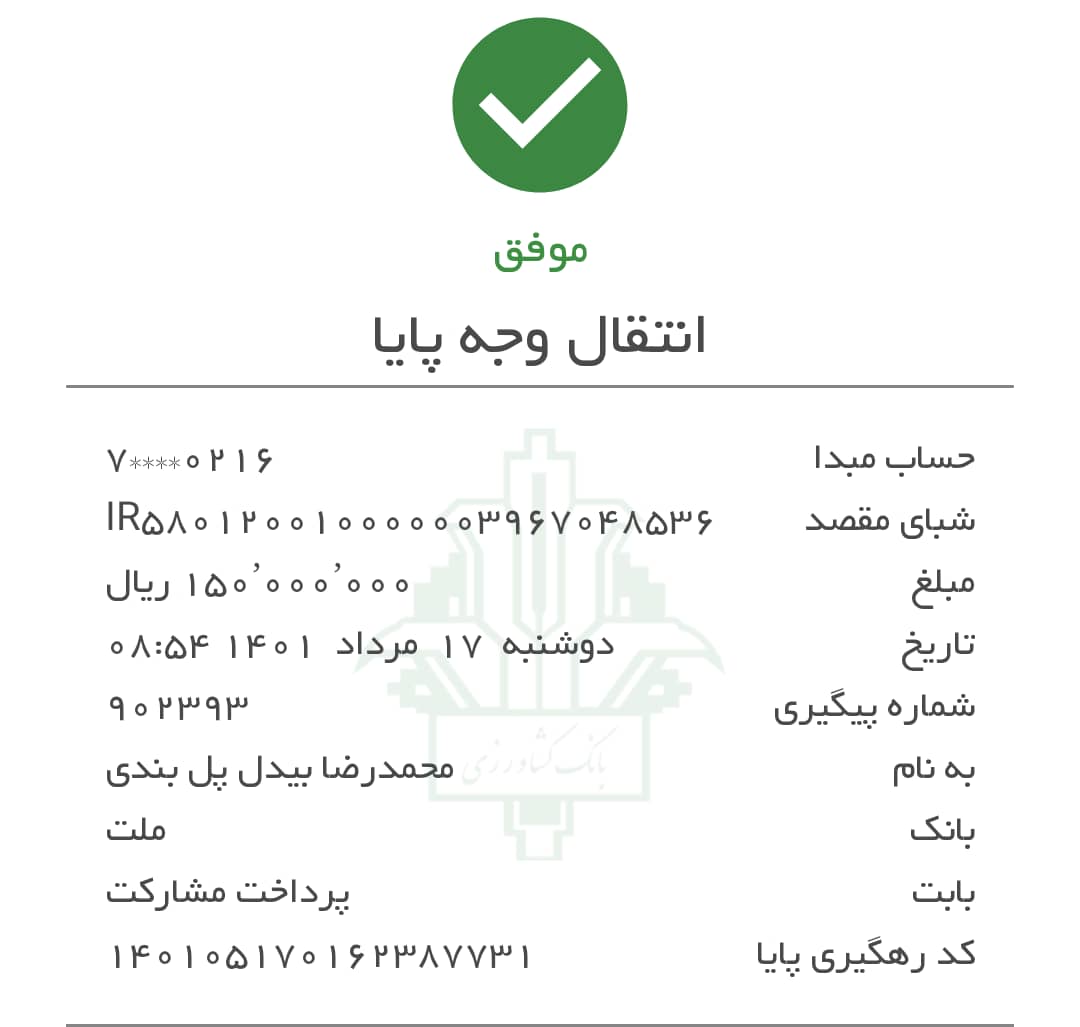 موفق
انتقال وجه پایا
حساب مبدا ۷****۰۲۱۶
شبای مقصد IR۵۸۰۱۲۰۰۱۰۰۰۰۰۰۳۹۶۷۰۴۸۵۳۶
مبلغ ۱۵۰٬۰۰۰٬۰۰۰ ریال
تاریخ دوشنبه ۱۷ مرداد ۱۴۰۱ ۰۸:۵۴
شماره پیگیری ۹۰۲۳۹۳
به نام محمدرضا بیدل پل بندی
بانک کشاورزی
بانک ملت
بابت پرداخت مشارکت
کد رهگیری پایا ۱۴۰۱۰۵۱۷۰۱۶۲۳۸۷۷۳۱